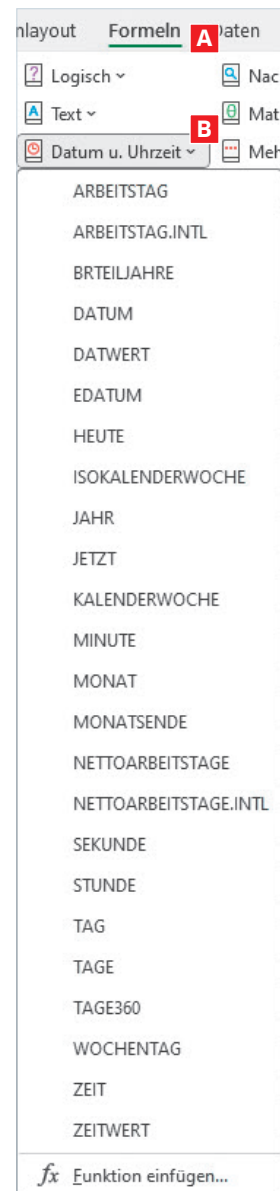 nlayout Formeln A Daten
Logisch Nac
A Text B Mat
Datum u. Uhrzeit Meh
ARBEITSTAG
ARBEITSTAG.INTL
BRTEILJAHRE
DATUM
DATWERT
EDATUM
HEUTE
ISOKALENDERWOCHE
JAHR
JETZT
KALENDERWOCHE
MINUTE
MONAT
MONATSENDE
NETTOARBEITSTAGE
NETTOARBEITSTAGE.INTL
SEKUNDE
STUNDE
TAG
TAGE
TAGE360
WOCHENTAG
ZEIT
ZEITWERT
fx Funktion einfügen...